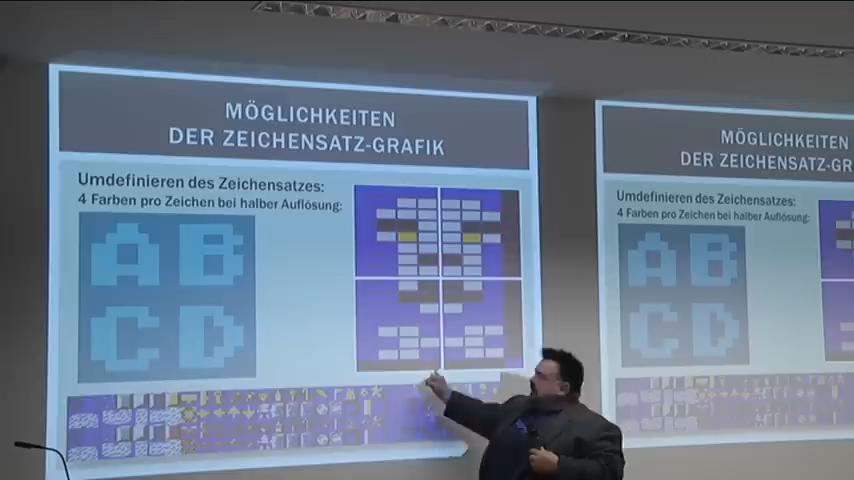 MÖGLICHKEITEN
DER ZEICHENSATZ-GRAFIK
Umdefinieren des Zeichensatzes:
4 Farben pro Zeichen bei halber Auflösung:
A B
C D
MÖGLICHKEITEN
DER ZEICHENSATZ-GR
Umdefinieren des Zeichensatzes:
4 Farben pro Zeichen bei halber Auflösung:
A B
C D